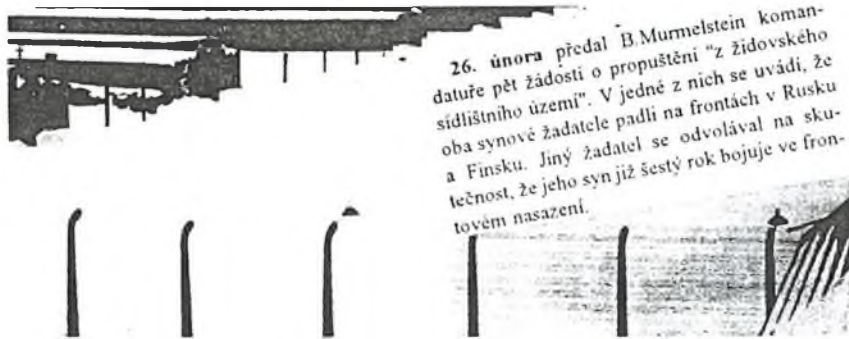 26. února předal B.Murmelstein koman-
datuře pět žádostí o propuštění "z židovského
sídlištního území". V jedné z nich se uvádí, že
oba synové žadatele padli na frontách v Rusku
a Finsku. Jiný žadatel se odvolával na sku-
tečnost, že jeho syn již šestý rok bojuje ve fron-
tovém nasazení.